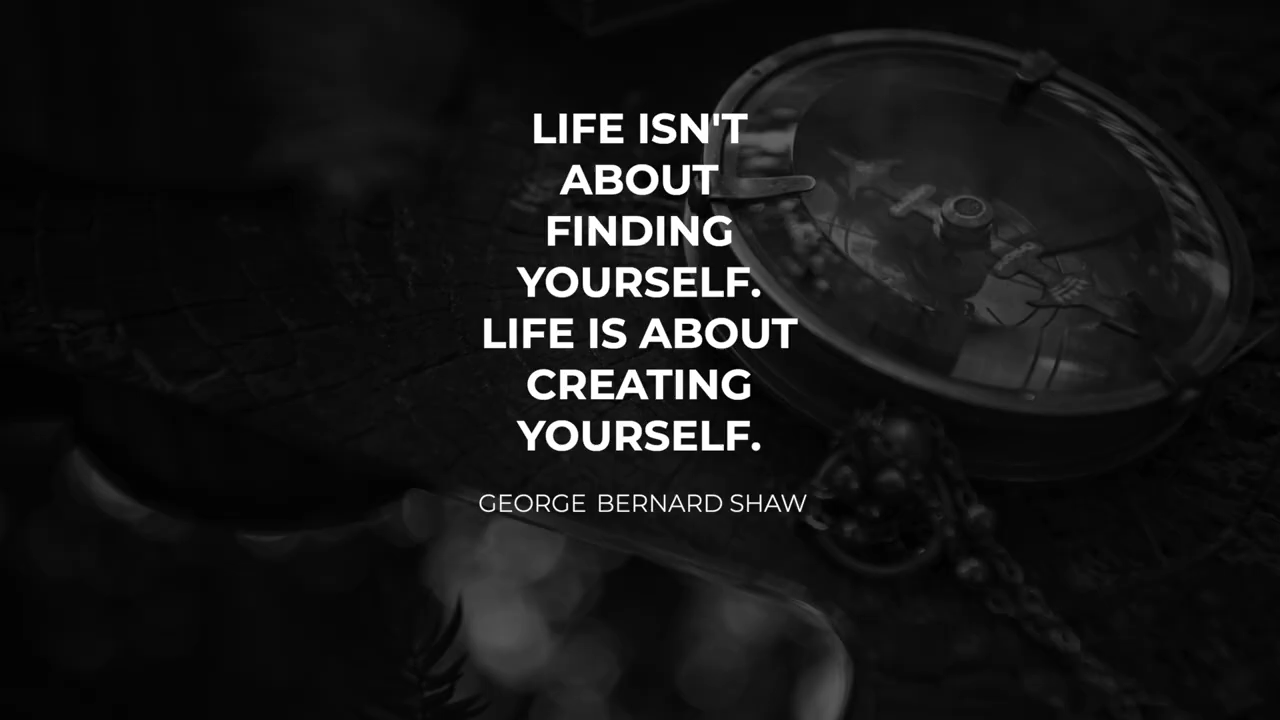 LIFE ISN'T
ABOUT
FINDING
YOURSELF.
LIFE IS ABOUT
CREATING
YOURSELF.
GEORGE BERNARD SHAW